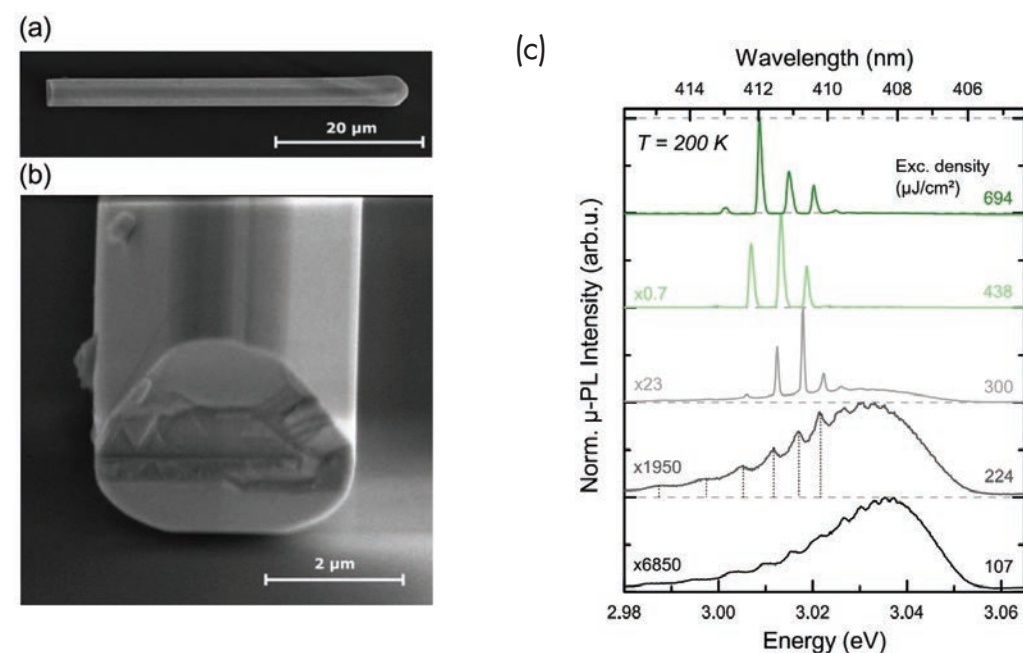 (a)
20 µm
(b)
2 µm
(c)
Wavelength (nm)
414 412 410 408 406
T = 200 K
Exc. density
(µJ/cm²)
694
x0.7 438
x23 300
x1950 224
x6850 107
Norm. µ-PL Intensity (arb.u.)
2.98 3.00 3.02 3.04 3.06
Energy (eV)